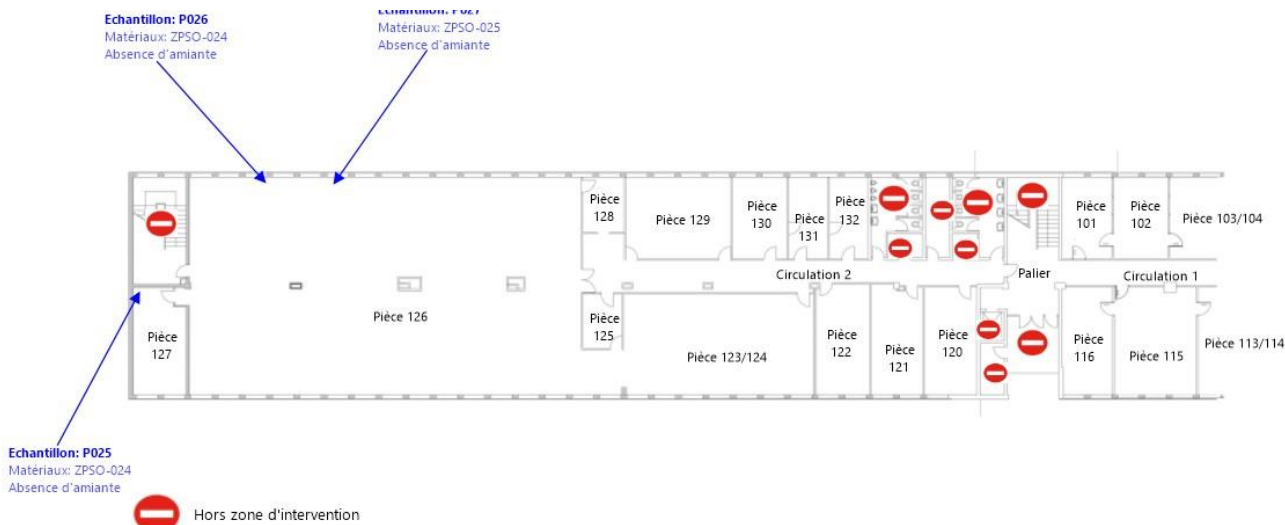 Echantillon: P026
Matériaux: ZPSO-024
Absence d'amiante
Echantillon: P027
Matériaux: ZPSO-025
Absence d'amiante
Pièce
128
Pièce 129
Pièce
130
Pièce
131
Pièce
132
Pièce
101
Pièce
102
Pièce 103/104
Circulation 2
Palier
Circulation 1
Pièce 126
Pièce
127
Pièce
125
Pièce 123/124
Pièce
122
Pièce
121
Pièce
120
Pièce
116
Pièce 115
Pièce 113/114
Echantillon: P025
Matériaux: ZPSO-024
Absence d'amiante
Hors zone d'intervention